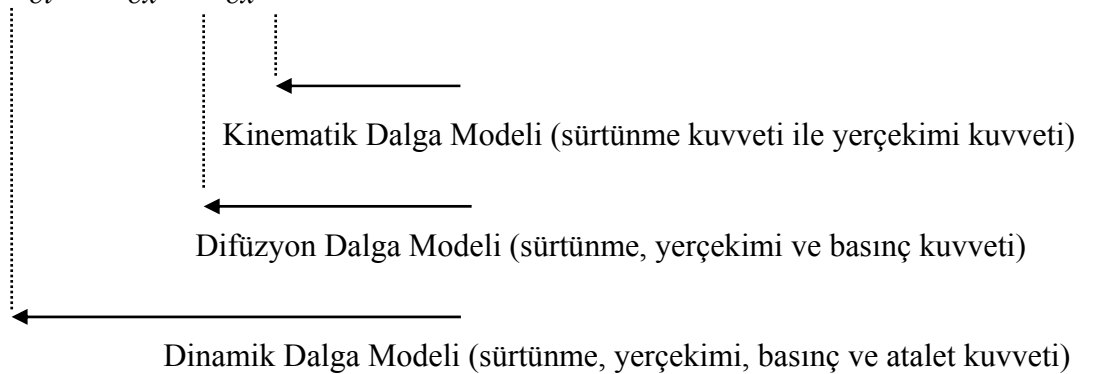 Kinematik Dalga Modeli (sürtünme kuvveti ile yerçekimi kuvveti)
Difüzyon Dalga Modeli (sürtünme, yerçekimi ve basınç kuvveti)
Dinamik Dalga Modeli (sürtünme, yerçekimi, basınç ve atalet kuvveti)